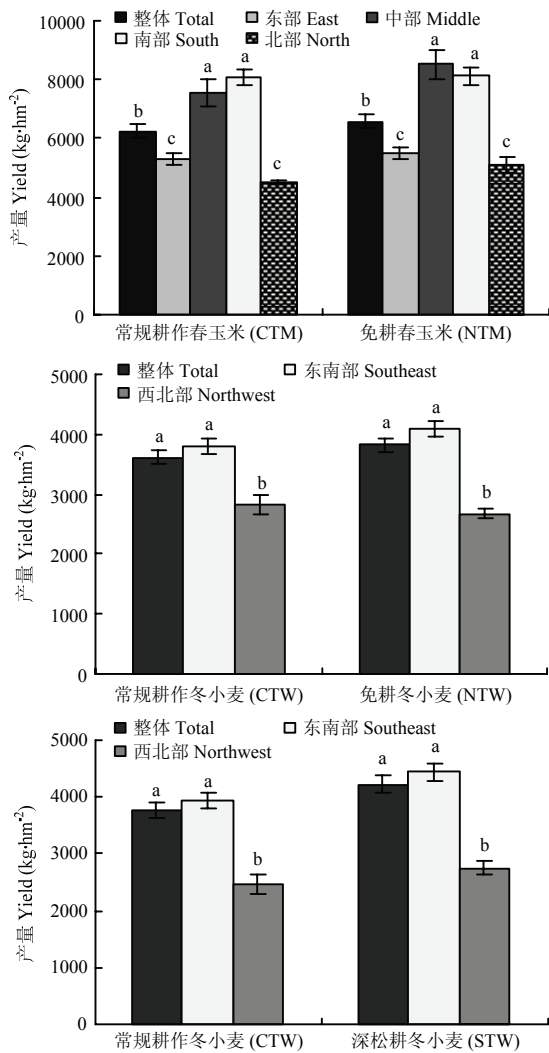 整体 Total 东部 East 中部 Middle
南部 South 北部 North
产量 Yield (kg·hm⁻²)
10000
8000
6000
4000
2000
0
b
c
a
a
c
b
c
a
a
c
常规耕作春玉米 (CTM) 免耕春玉米 (NTM)
整体 Total 东南部 Southeast
西北部 Northwest
产量 Yield (kg·hm⁻²)
5000
4000
3000
2000
1000
0
a
a
b
a
a
b
常规耕作冬小麦 (CTW) 免耕冬小麦 (NTW)
整体 Total 东南部 Southeast
西北部 Northwest
产量 Yield (kg·hm⁻²)
5000
4000
3000
2000
1000
0
a
a
b
a
a
b
常规耕作冬小麦 (CTW) 深松耕冬小麦 (STW)